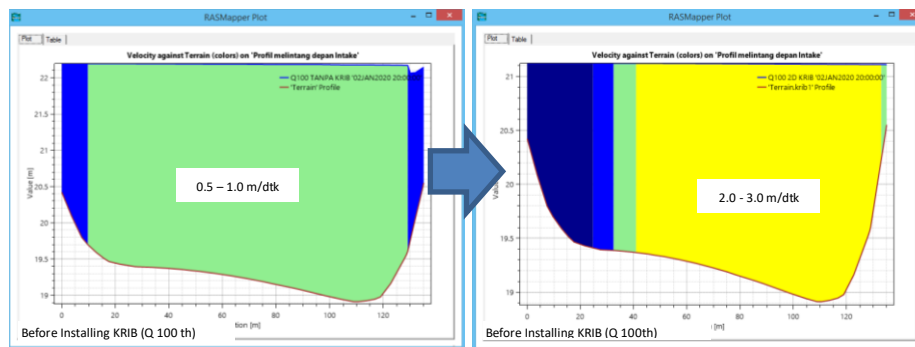 RASMapper Plot
Plot Table
Velocity against Terrain (colors) on 'Profil melintang depan Intake'
Q100 TANPA KRIB '02JAN2020 20:00:00'
'Terrain' Profile
22
21.5
21
20.5
20
19.5
19
Value [m]
0.5 – 1.0 m/dtk
0 20 40 60 80 100 120
tion [m]
Before Installing KRIB (Q 100 th)
RASMapper Plot
Plot Table
Velocity against Terrain (colors) on 'Profil melintang depan Intake'
Q100 2D KRIB '02JAN2020 20:00:00'
'Terrain.krib1' Profile
21
20.5
20
19.5
19
2.0 - 3.0 m/dtk
0 20 40 60 80 100 120
[m]
Before Installing KRIB (Q 100th)